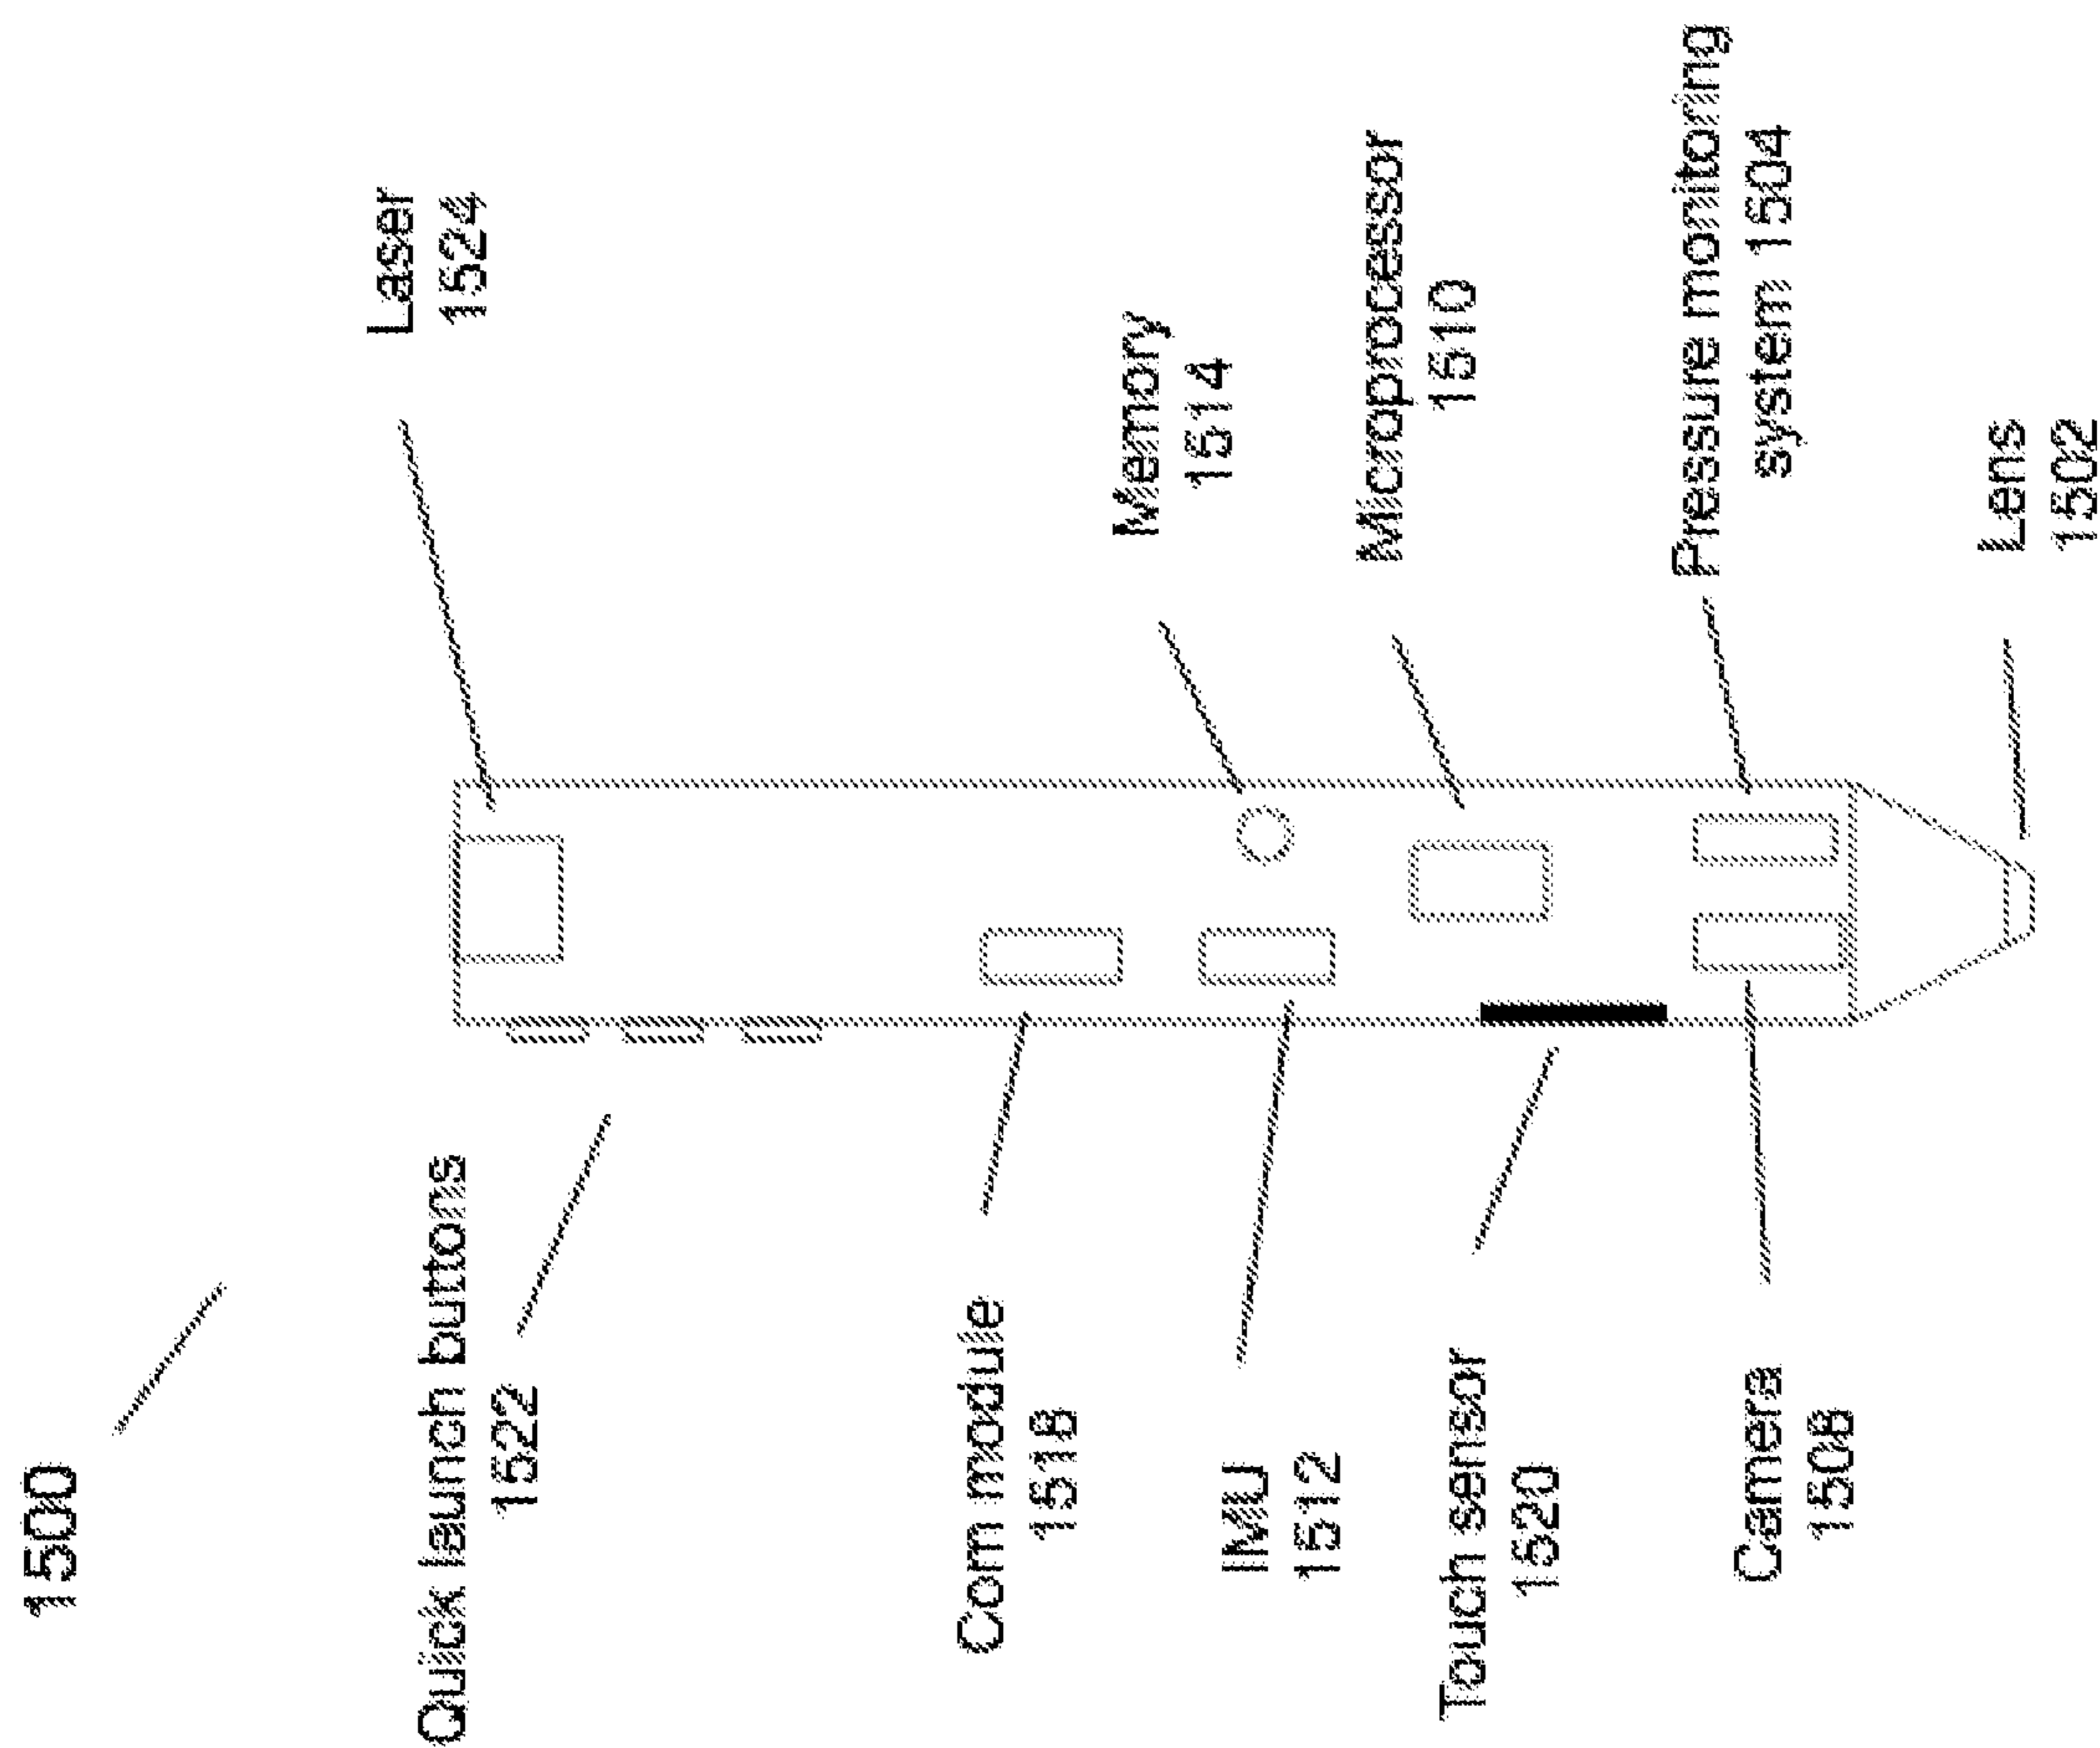 1500
Quick launch buttons
1522
Laser
1524
Com module
1518
Memory
1514
IMU
1512
Microprocessor
1510
Touch sensor
1520
Pressure monitoring
system 1504
Camera
1508
Lens
1502